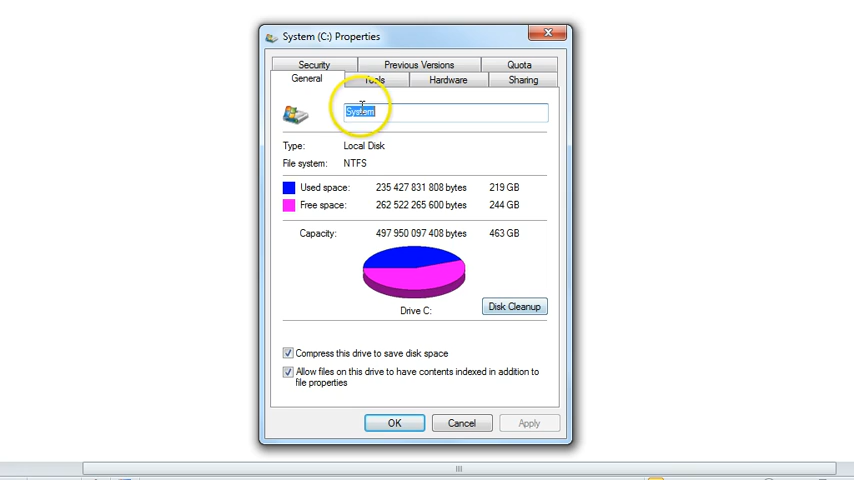 System (C:) Properties
Security Previous Versions Quota
General Tools Hardware Sharing
System
Type: Local Disk
File system: NTFS
Used space: 235 427 831 808 bytes 219 GB
Free space: 262 522 265 600 bytes 244 GB
Capacity: 497 950 097 408 bytes 463 GB
Drive C: Disk Cleanup
Compress this drive to save disk space
Allow files on this drive to have contents indexed in addition to
file properties
OK Cancel Apply